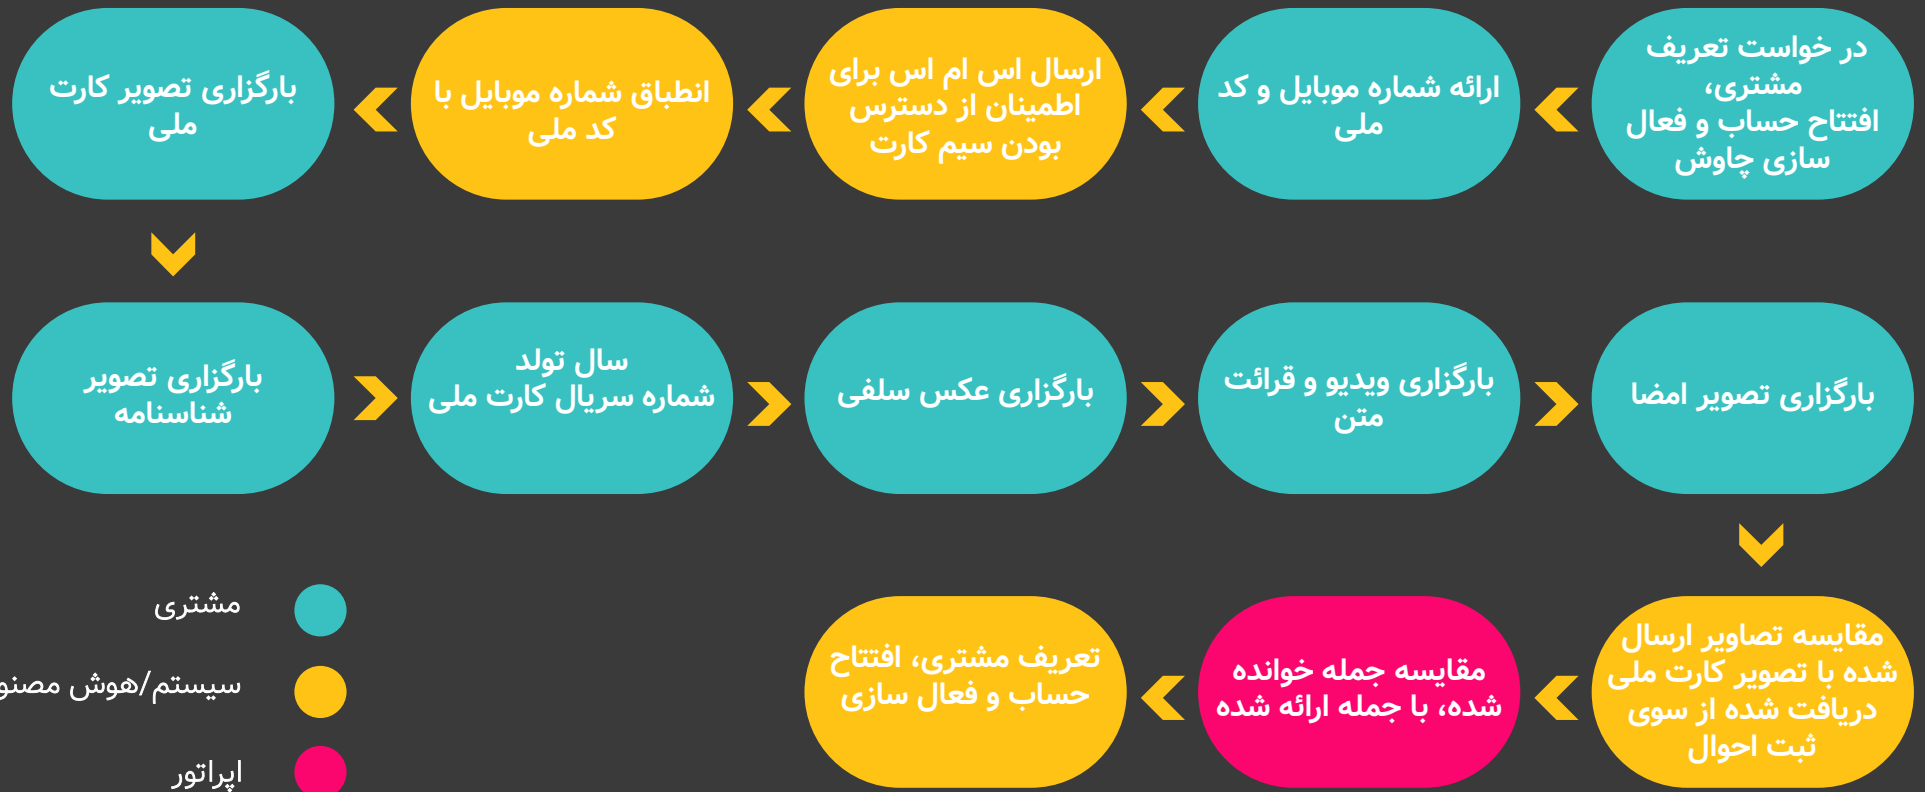 در خواست تعریف
مشتری،
افتتاح حساب و فعال
سازی چاوش
ارائه شماره موبایل و کد
ملی
ارسال اس ام اس برای
اطمینان از دسترس
بودن سیم کارت
انطباق شماره موبایل با
کد ملی
بارگزاری تصویر کارت
ملی
بارگزاری تصویر
شناسنامه
سال تولد
شماره سریال کارت ملی
بارگزاری عکس سلفی
بارگزاری ویدیو و قرائت
متن
بارگزاری تصویر امضا
مقایسه تصاویر ارسال
شده با تصویر کارت ملی
دریافت شده از سوی
ثبت احوال
مقایسه جمله خوانده
شده، با جمله ارائه شده
تعریف مشتری، افتتاح
حساب و فعال سازی
مشتری
سیستم/هوش مصنو
اپراتور